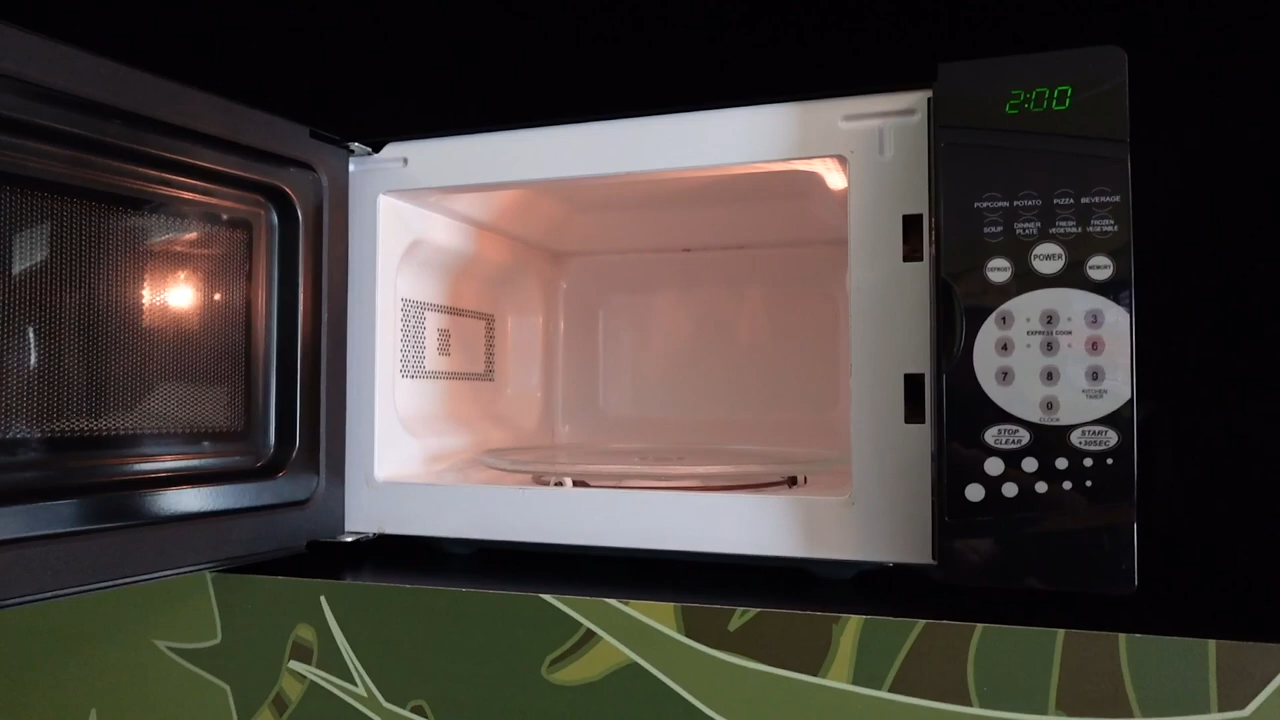 2:00
POPCORN POTATO PIZZA BEVERAGE
SOUP DINNER PLATE FRESH VEGETABLE FROZEN VEGETABLE
DEFROST POWER MEMORY
1 2 3
EXPRESS COOK
4 5 6
7 8 9
KITCHEN TIMER
0
CLOCK
STOP CLEAR START +30SEC